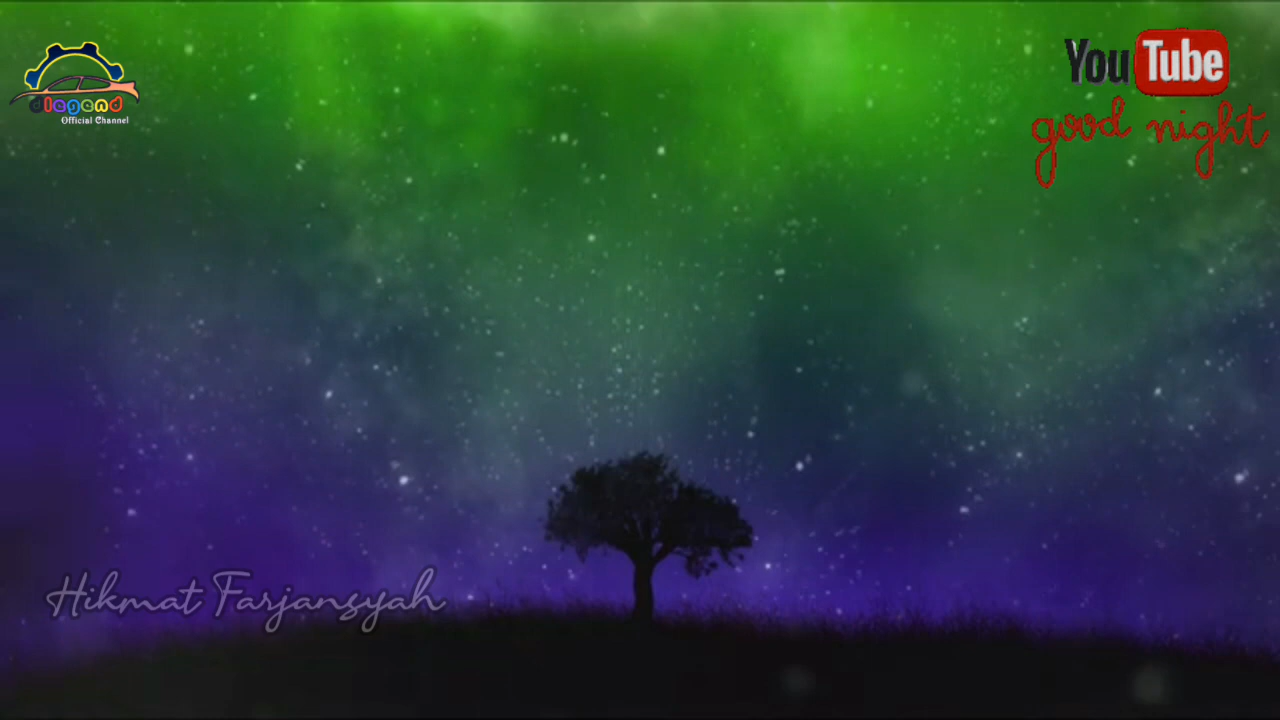 dlegend
Official Channel
YouTube
good night
Hikmat Farjansyah